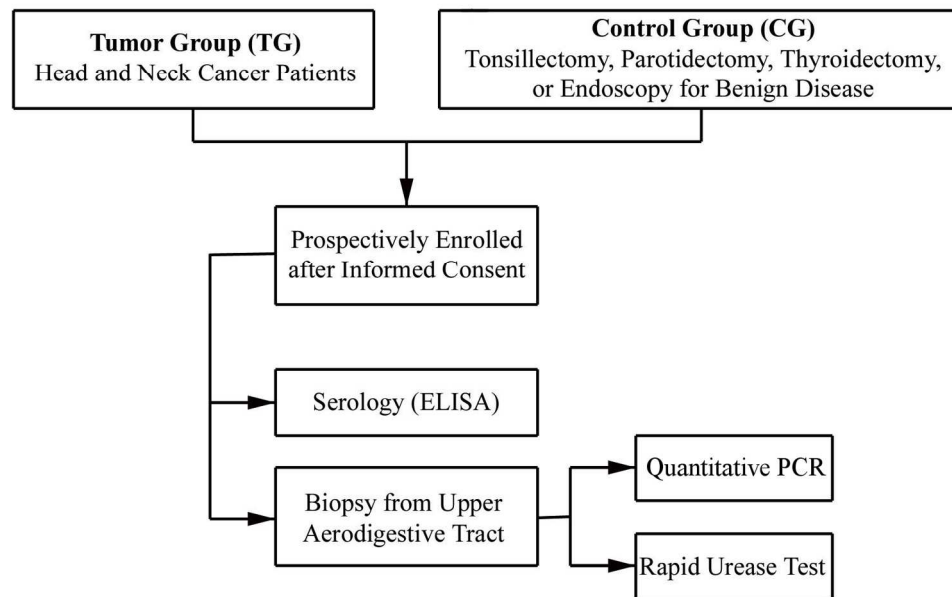 Tumor Group (TG)
Head and Neck Cancer Patients
Control Group (CG)
Tonsillectomy, Parotidectomy, Thyroidectomy,
or Endoscopy for Benign Disease
Prospectively Enrolled
after Informed Consent
Serology (ELISA)
Biopsy from Upper
Aerodigestive Tract
Quantitative PCR
Rapid Urease Test